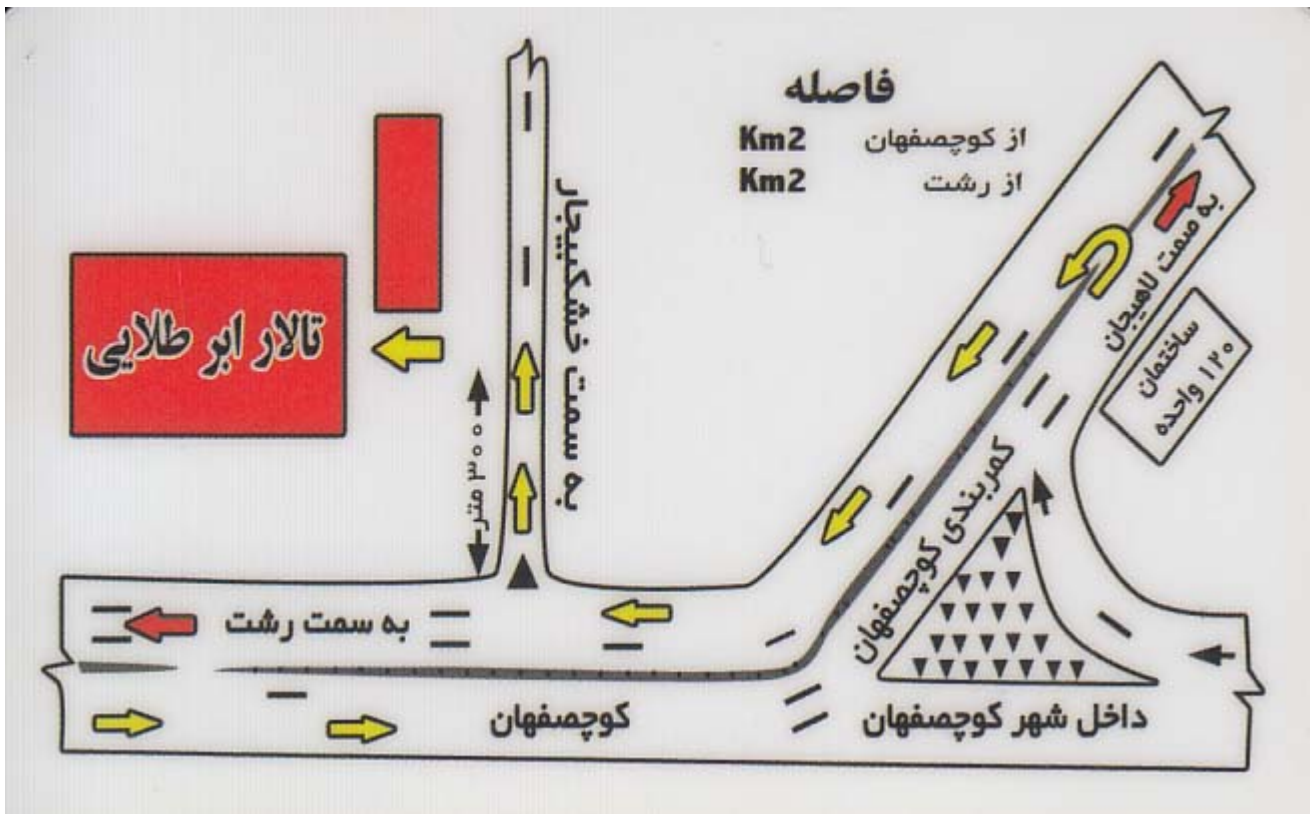 فاصله
از کوچصفهان Km2
از رشت Km2
تالار ابر طلایی
به سمت خشکبیجار
۳۰۰ متر
به سمت لاهیجان
ساختمان
۱۲۰ واحده
کمربندی کوچصفهان
به سمت رشت
کوچصفهان
داخل شهر کوچصفهان